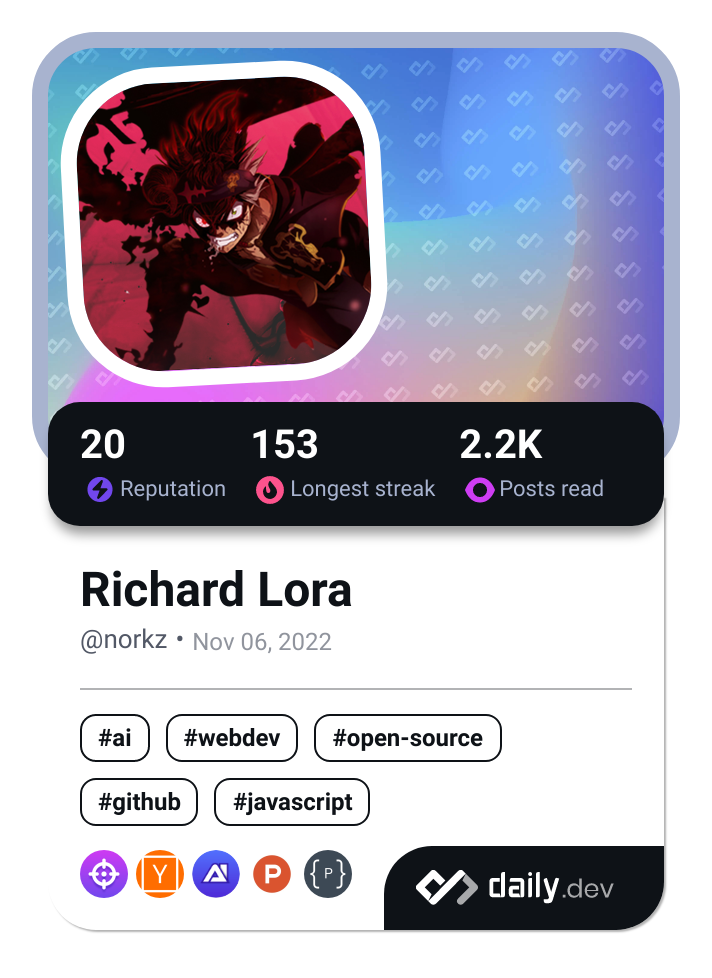 20 153 2.2K
Reputation Longest streak Posts read
Richard Lora
@norkz • Nov 06, 2022
#ai #webdev #open-source
#github #javascript
Y P {P}
daily.dev